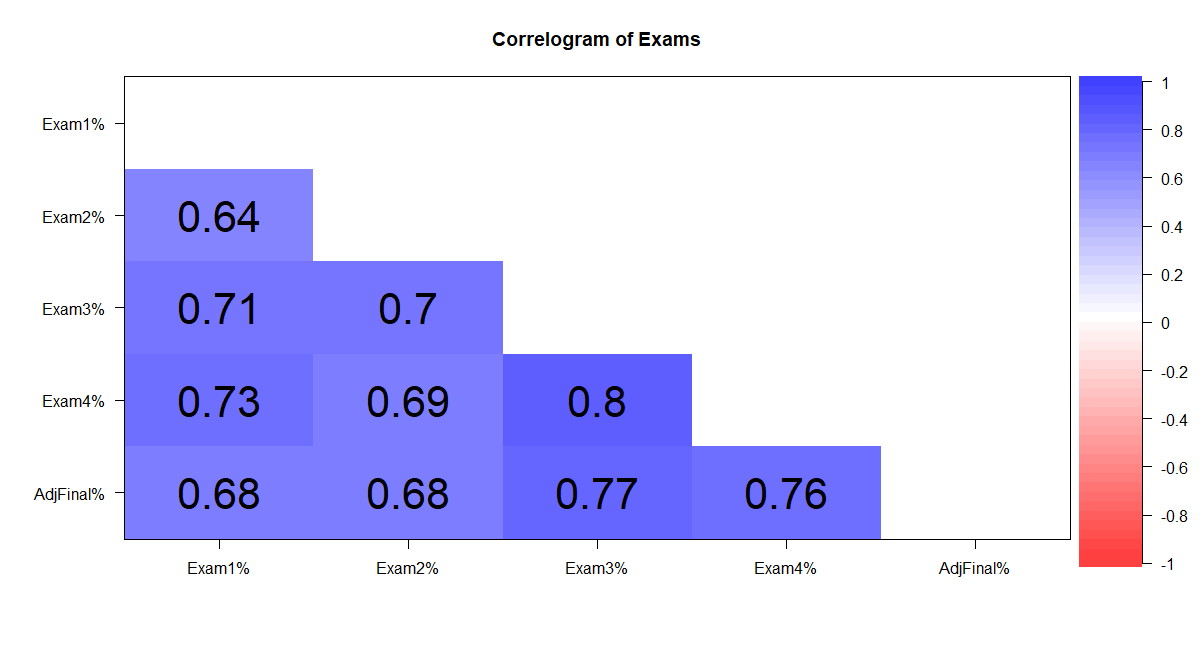 Correlogram of Exams
Exam1%
Exam2%
Exam3%
Exam4%
AdjFinal%
0.64
0.71 0.7
0.73 0.69 0.8
0.68 0.68 0.77 0.76
Exam1% Exam2% Exam3% Exam4% AdjFinal%
1
0.8
0.6
0.4
0.2
0
-0.2
-0.4
-0.6
-0.8
-1